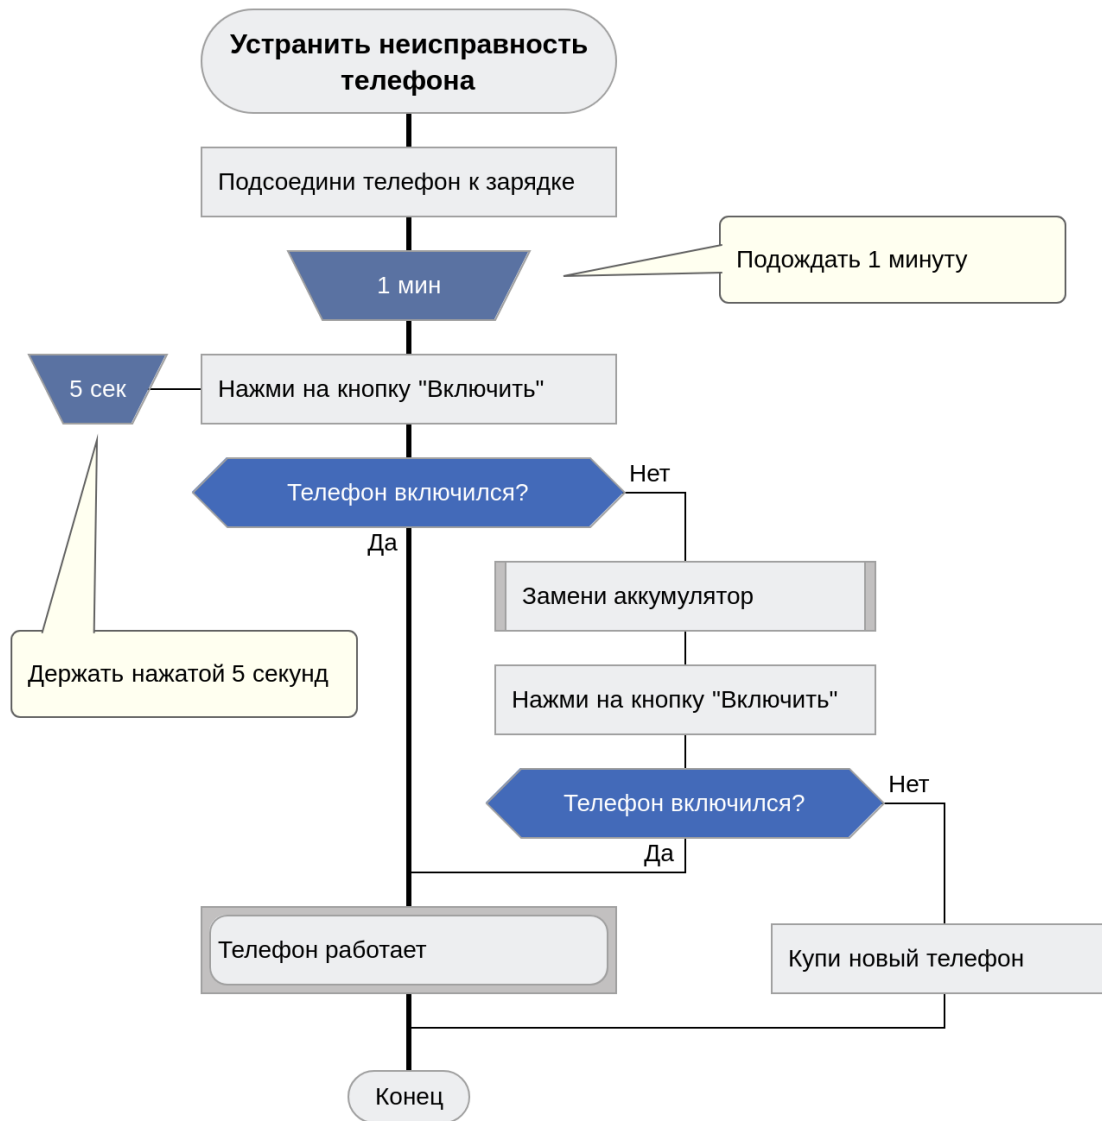 Устранить неисправность
телефона
Подсоедини телефон к зарядке
Подождать 1 минуту
1 мин
5 сек
Нажми на кнопку "Включить"
Нет
Телефон включился?
Да
Замени аккумулятор
Держать нажатой 5 секунд
Нажми на кнопку "Включить"
Нет
Телефон включился?
Да
Телефон работает
Купи новый телефон
Конец